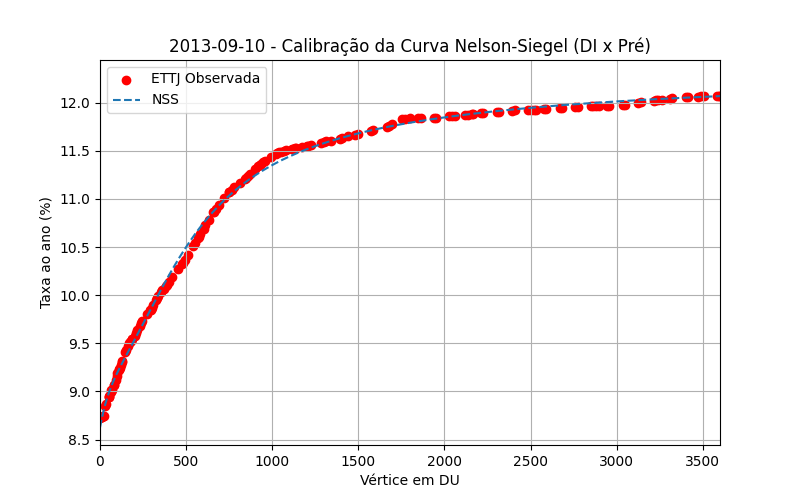 2013-09-10 - Calibração da Curva Nelson-Siegel (DI x Pré)
ETTJ Observada
NSS
Taxa ao ano (%)
12.0
11.5
11.0
10.5
10.0
9.5
9.0
8.5
0 500 1000 1500 2000 2500 3000 3500
Vértice em DU